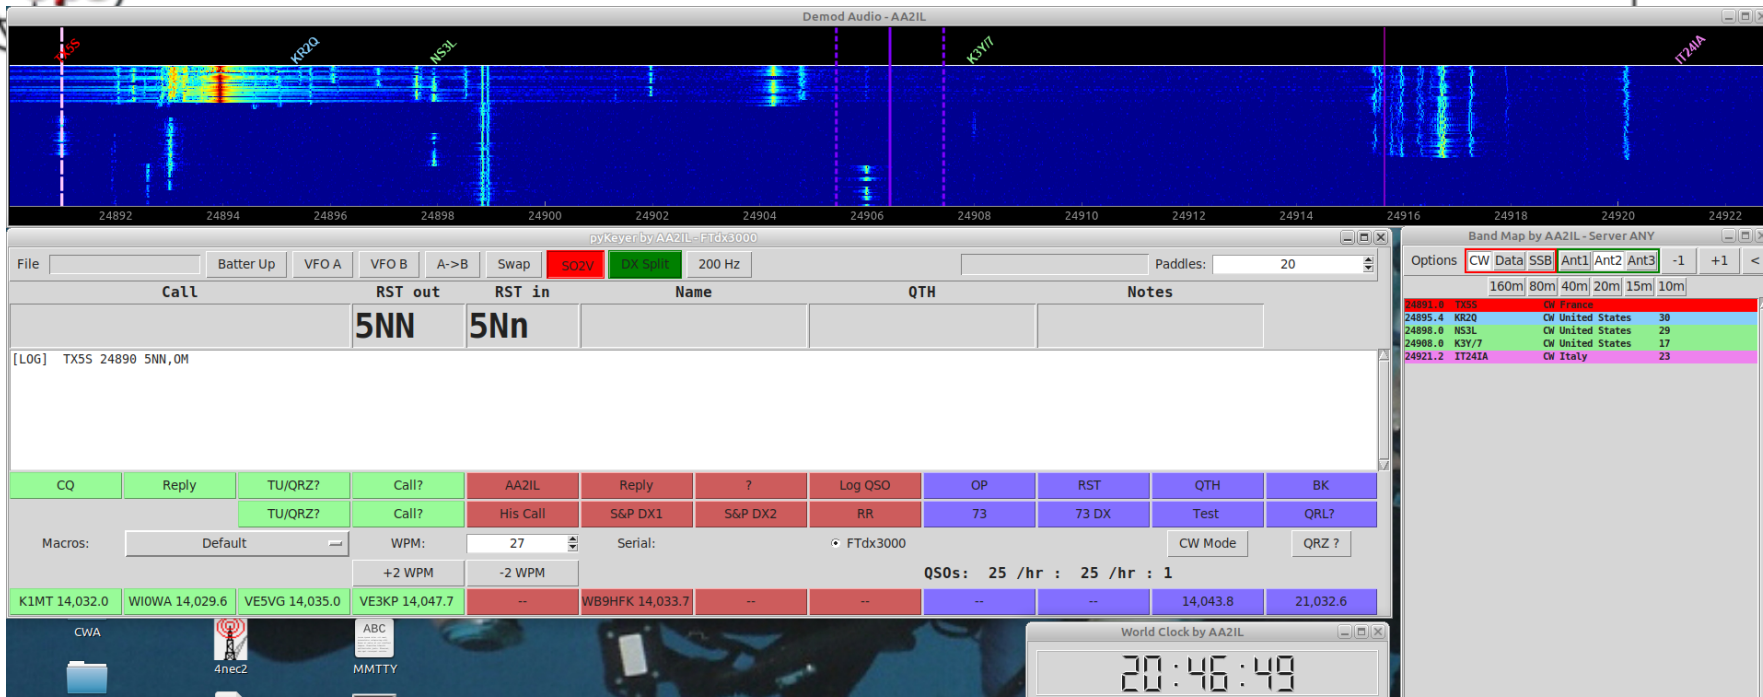 Demod Audio - AA2IL
TX5S KR2Q NS3L K3Y/7 IT24IA
24892 24894 24896 24898 24900 24902 24904 24906 24908 24910 24912 24914 24916 24918 24920 24922
pyKeyer by AA2IL - FTdx3000
File Batter Up VFO A VFO B A->B Swap SO2V DX Split 200 Hz Paddles: 20
Call RST out RST in Name QTH Notes
5NN 5Nn
[LOG] TX5S 24890 5NN,OM
CQ Reply TU/QRZ? Call? AA2IL Reply ? Log QSO OP RST QTH BK
TU/QRZ? Call? His Call S&P DX1 S&P DX2 RR 73 73 DX Test QRL?
Macros: Default WPM: 27 Serial: FTdx3000 CW Mode QRZ ?
+2 WPM -2 WPM QSOs: 25 /hr : 25 /hr : 1
K1MT 14,032.0 WI0WA 14,029.6 VE5VG 14,035.0 VE3KP 14,047.7 -- WB9HFK 14,033.7 -- -- -- -- 14,043.8 21,032.6
Band Map by AA2IL - Server ANY
Options CW Data SSB Ant1 Ant2 Ant3 -1 +1 <
160m 80m 40m 20m 15m 10m
24891.0 TX5S CW France
24895.4 KR2Q CW United States 30
24898.0 NS3L CW United States 29
24908.0 K3Y/7 CW United States 17
24921.2 IT24IA CW Italy 23
CWA
4nec2
ABC
MMTTY
World Clock by AA2IL
20:46:49